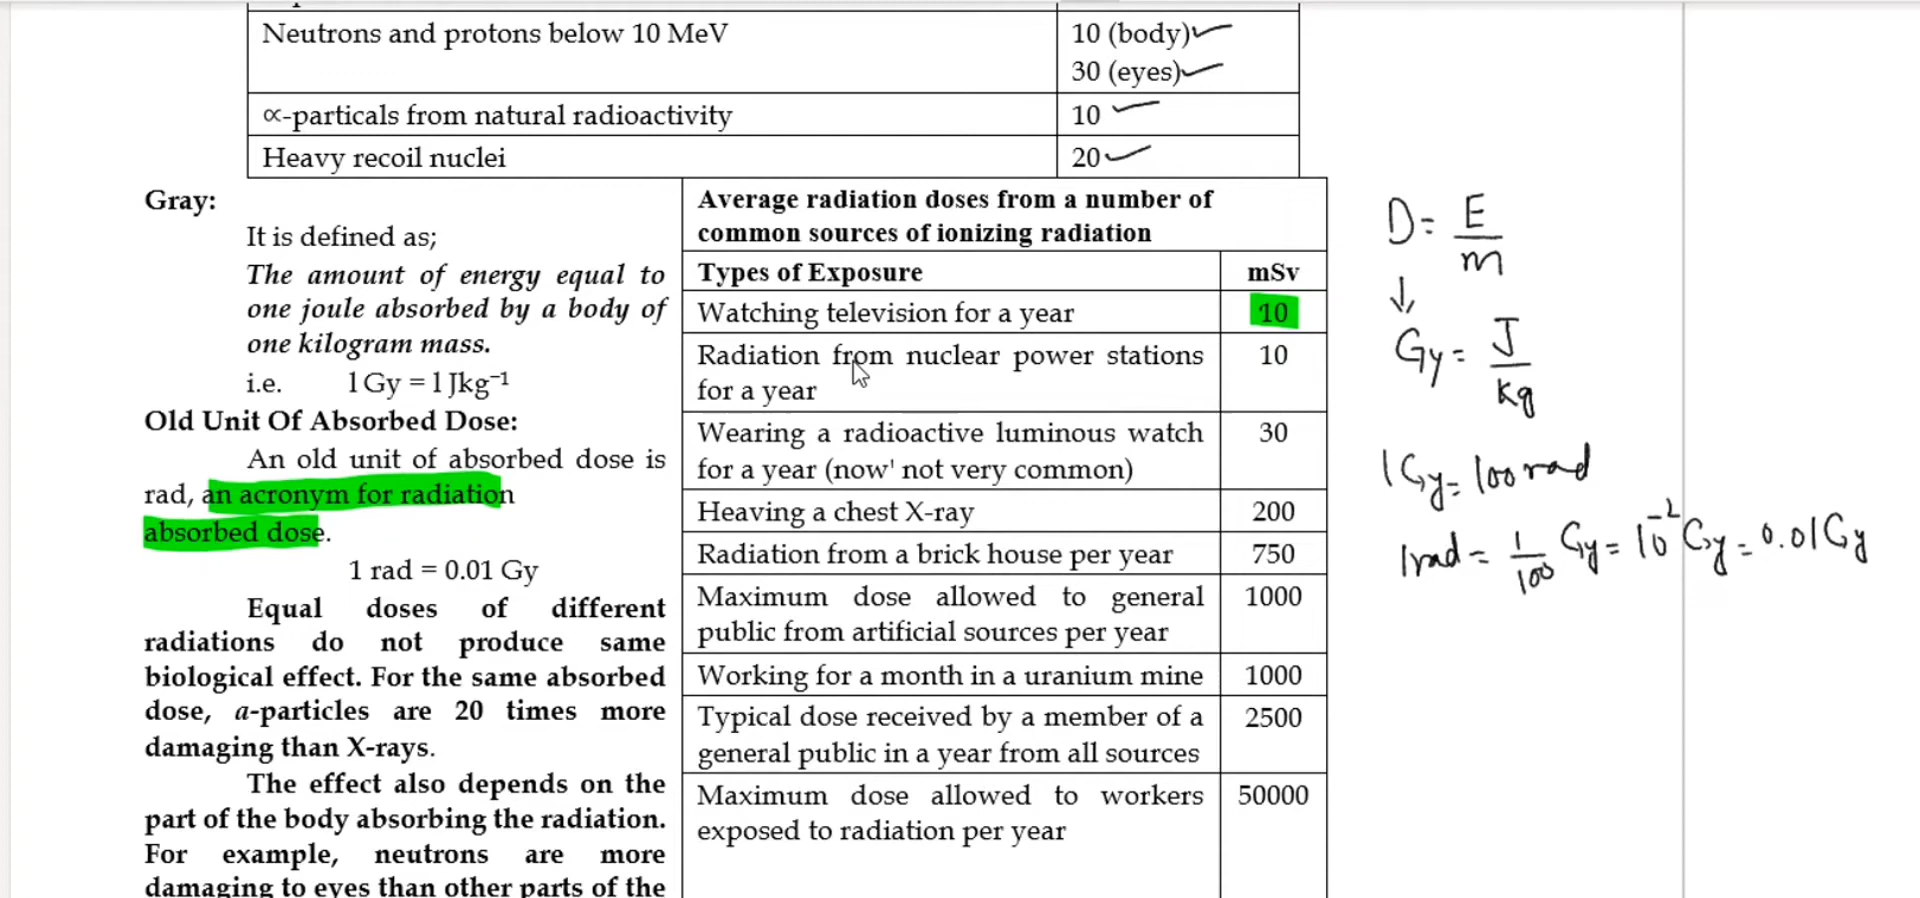 Neutrons and protons below 10 MeV
10 (body)
30 (eyes)
∝-particals from natural radioactivity
10
Heavy recoil nuclei
20
Gray:
It is defined as;
The amount of energy equal to
one joule absorbed by a body of
one kilogram mass.
i.e. 1 Gy = 1 Jkg⁻¹
Old Unit Of Absorbed Dose:
An old unit of absorbed dose is
rad, an acronym for radiation
absorbed dose.
1 rad = 0.01 Gy
Equal doses of different
radiations do not produce same
biological effect. For the same absorbed
dose, a-particles are 20 times more
damaging than X-rays.
The effect also depends on the
part of the body absorbing the radiation.
For example, neutrons are more
damaging to eyes than other parts of the
Average radiation doses from a number of
common sources of ionizing radiation
Types of Exposure
mSv
Watching television for a year
10
Radiation from nuclear power stations
for a year
10
Wearing a radioactive luminous watch
for a year (now' not very common)
30
Heaving a chest X-ray
200
Radiation from a brick house per year
750
Maximum dose allowed to general
public from artificial sources per year
1000
Working for a month in a uranium mine
1000
Typical dose received by a member of a
general public in a year from all sources
2500
Maximum dose allowed to workers
exposed to radiation per year
50000
D = E/m
↓
Gy = J/kg
1Gy = 100 rad
1rad = 1/100 Gy = 10⁻² Gy = 0.01Gy